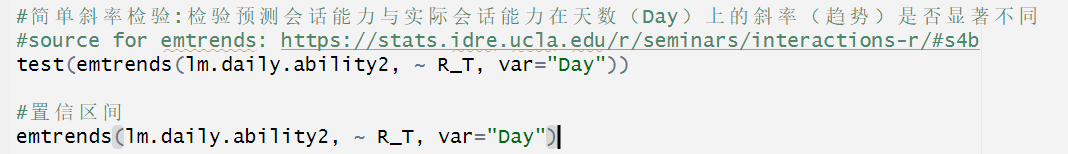 #简单斜率检验:检验预测会话能力与实际会话能力在天数（Day）上的斜率（趋势）是否显著不同
#source for emtrends: https://stats.idre.ucla.edu/r/seminars/interactions-r/#s4b
test(emtrends(lm.daily.ability2, ~ R_T, var="Day"))
#置信区间
emtrends(lm.daily.ability2, ~ R_T, var="Day")